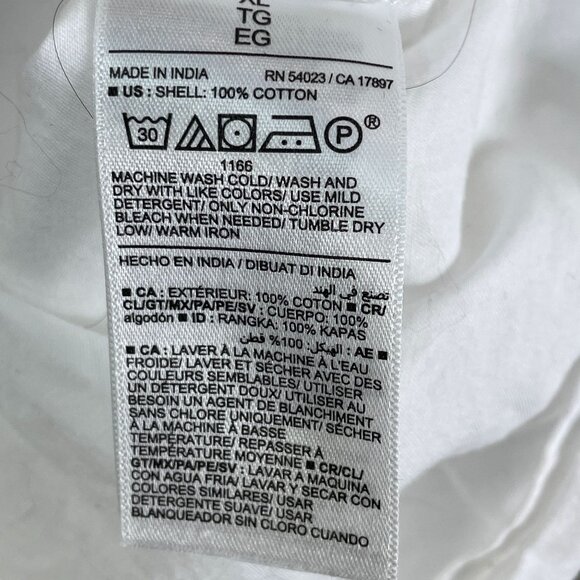 XL
TG
EG
MADE IN INDIA RN 54023 / CA 17897
■ US : SHELL: 100% COTTON
30 P ®
1166
MACHINE WASH COLD/ WASH AND
DRY WITH LIKE COLORS/ USE MILD
DETERGENT/ ONLY NON-CHLORINE
BLEACH WHEN NEEDED/ TUMBLE DRY
LOW/ WARM IRON
HECHO EN INDIA / DIBUAT DI INDIA
تصنع في الهند
■ CA : EXTÉRIEUR: 100% COTON ■ CR/
CL/GT/MX/PA/PE/SV : CUERPO: 100%
algodón ■ ID : RANGKA: 100% KAPAS
■ AE : الهيكل: 100% قطن
■ CA : LAVER À LA MACHINE À L'EAU
FROIDE/ LAVER ET SÉCHER AVEC DES
COULEURS SEMBLABLES/ UTILISER
UN DÉTERGENT DOUX/ UTILISER AU
BESOIN UN AGENT DE BLANCHIMENT
SANS CHLORE UNIQUEMENT/ SÉCHER
À LA MACHINE À BASSE
TEMPÉRATURE/ REPASSER À
TEMPÉRATURE MOYENNE ■ CR/CL/
GT/MX/PA/PE/SV : LAVAR A MAQUINA
CON AGUA FRIA/ LAVAR Y SECAR CON
COLORES SIMILARES/ USAR
DETERGENTE SUAVE/ USAR
BLANQUEADOR SIN CLORO CUANDO